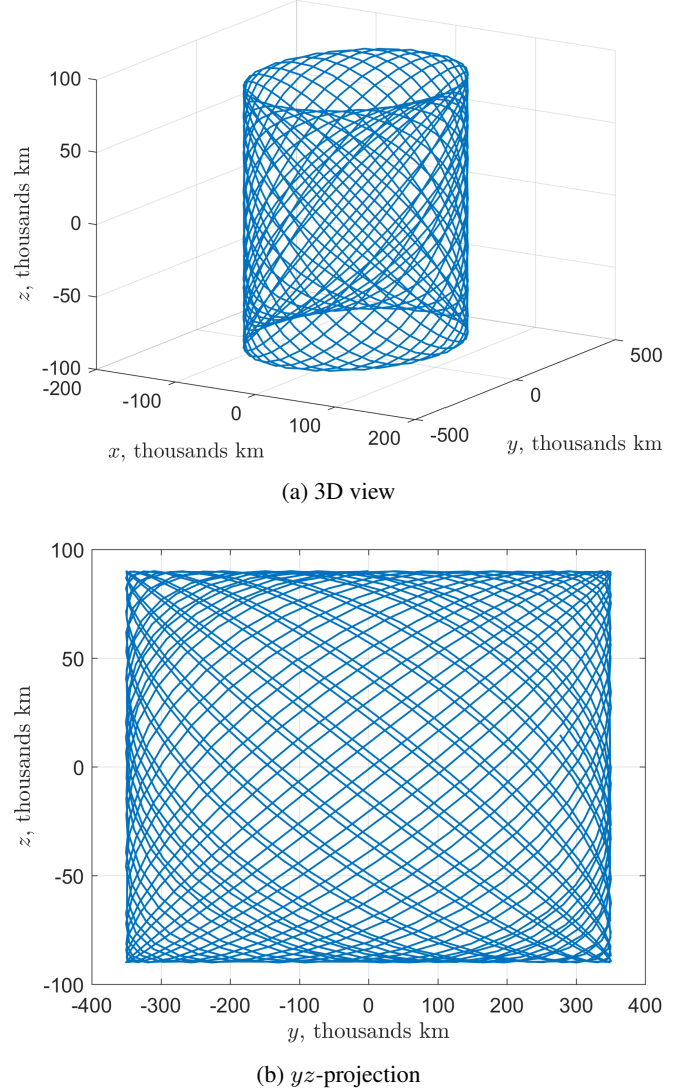 100
50
0
-50
-100
z, thousands km
-200
-100
0
100
200
x, thousands km
-500
0
500
y, thousands km
(a) 3D view
100
50
0
-50
-100
z, thousands km
-400 -300 -200 -100 0 100 200 300 400
y, thousands km
(b) yz-projection